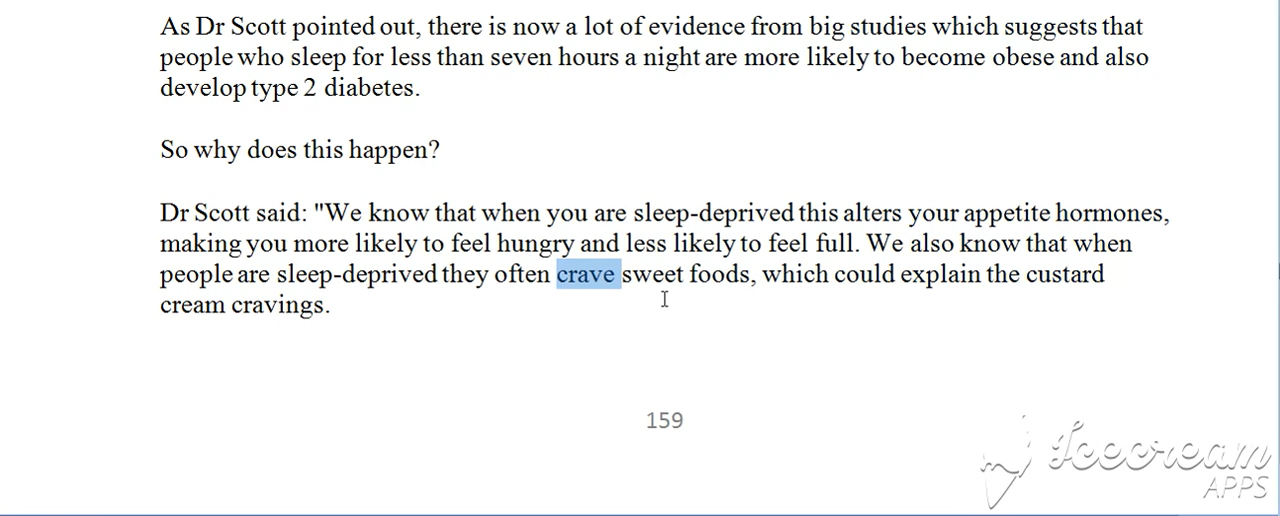 As Dr Scott pointed out, there is now a lot of evidence from big studies which suggests that
people who sleep for less than seven hours a night are more likely to become obese and also
develop type 2 diabetes.
So why does this happen?
Dr Scott said: "We know that when you are sleep-deprived this alters your appetite hormones,
making you more likely to feel hungry and less likely to feel full. We also know that when
people are sleep-deprived they often crave sweet foods, which could explain the custard
cream cravings.
159
Icecream
APPS